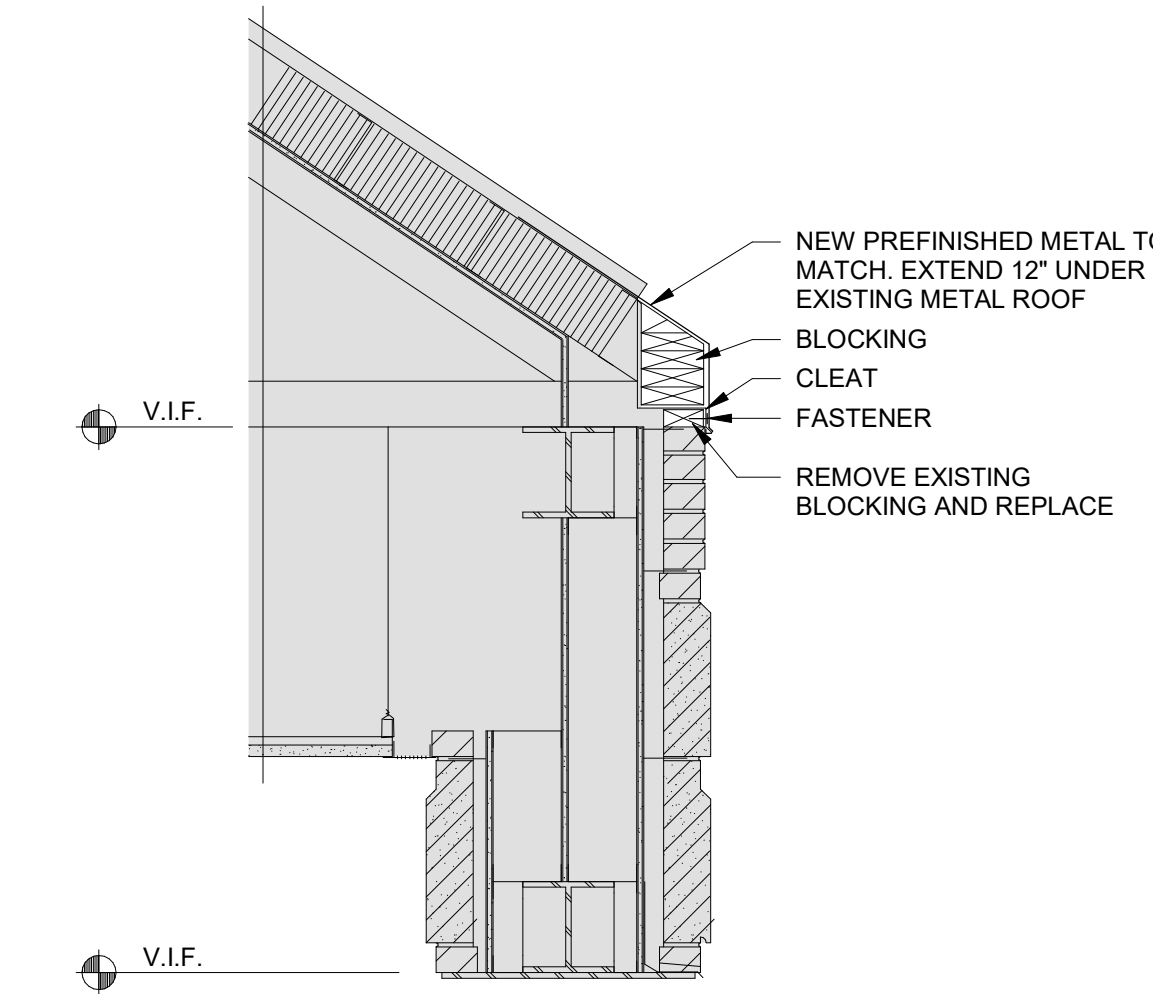 NEW PREFINISHED METAL TO
MATCH. EXTEND 12" UNDER
EXISTING METAL ROOF
BLOCKING
CLEAT
V.I.F.
FASTENER
REMOVE EXISTING
BLOCKING AND REPLACE
V.I.F.